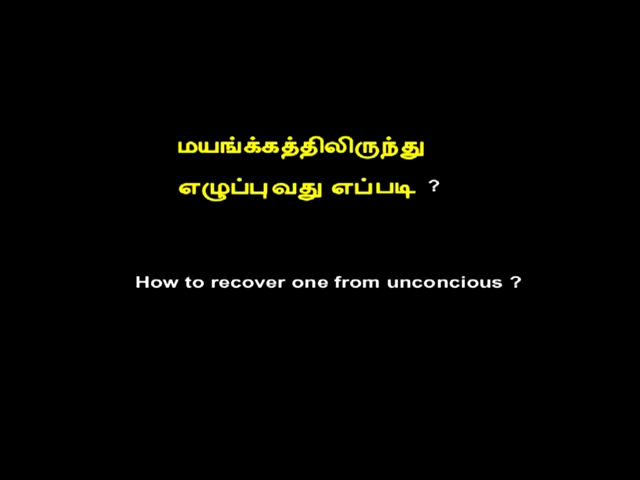 மயங்க்கத்திலிருந்து
எழுப்புவது எப்படி ?
How to recover one from unconcious ?